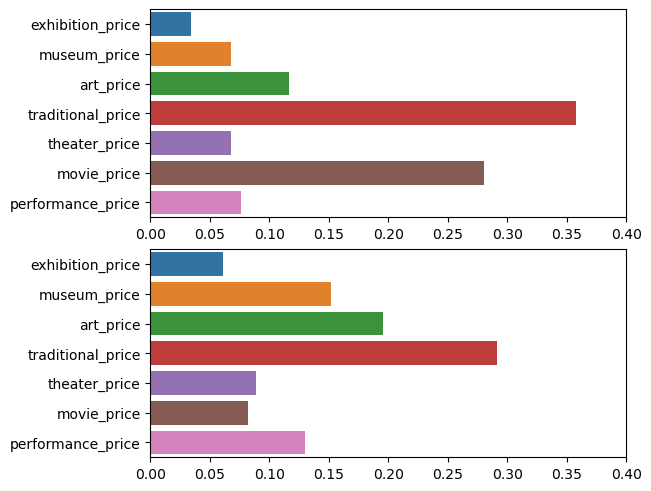 exhibition_price
museum_price
art_price
traditional_price
theater_price
movie_price
performance_price
0.00 0.05 0.10 0.15 0.20 0.25 0.30 0.35 0.40
exhibition_price
museum_price
art_price
traditional_price
theater_price
movie_price
performance_price
0.00 0.05 0.10 0.15 0.20 0.25 0.30 0.35 0.40